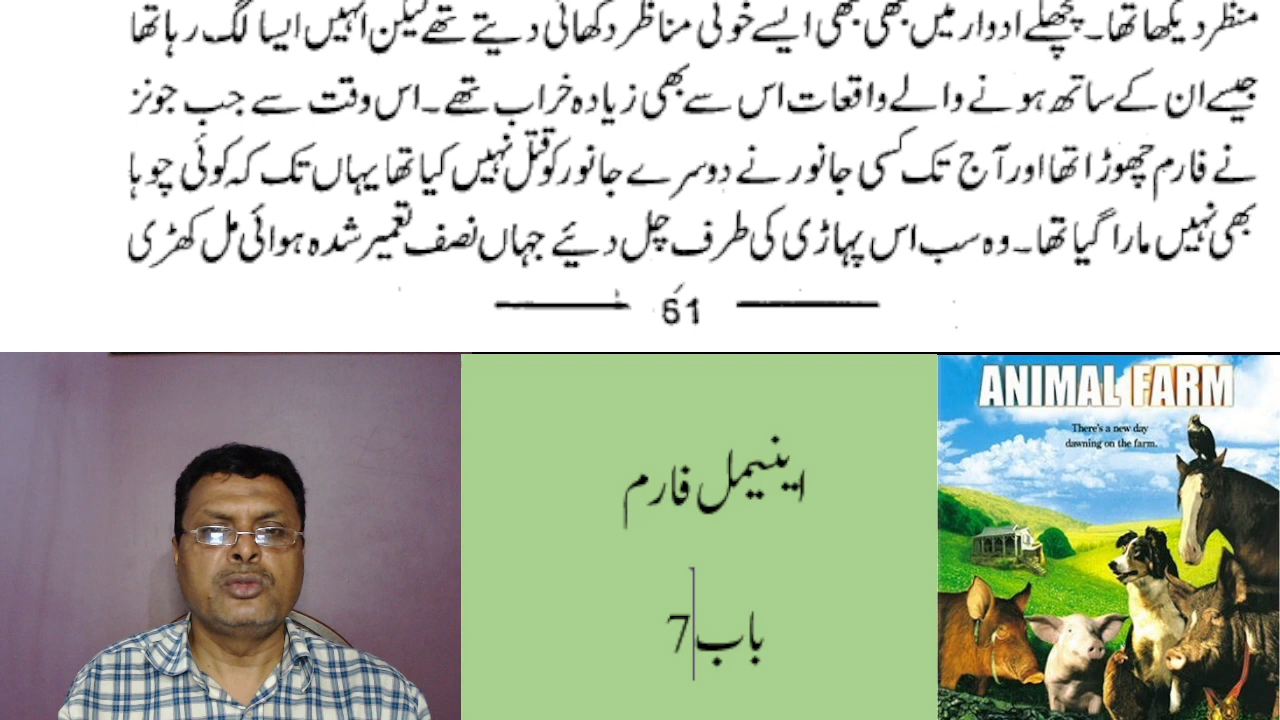 منظر دیکھا تھا۔ پچھلے ادوار میں بھی بھی ایسے خونی مناظر دکھائی دیتے تھے لیکن انہیں ایسا لگ رہا تھا
جیسے ان کے ساتھ ہونے والے واقعات اس سے بھی زیادہ خراب تھے۔ اس وقت سے جب جونز
نے فارم چھوڑا تھا اور آج تک کسی جانور نے دوسرے جانور کو قتل نہیں کیا تھا یہاں تک کہ کوئی چوہا
بھی نہیں مارا گیا تھا۔ وہ سب اس پہاڑی کی طرف چل دیئے جہاں نصف تعمیر شدہ ہوائی مل کھڑی
61
اینیمل فارم
باب 7
ANIMAL FARM
There's a new day
dawning on the farm.